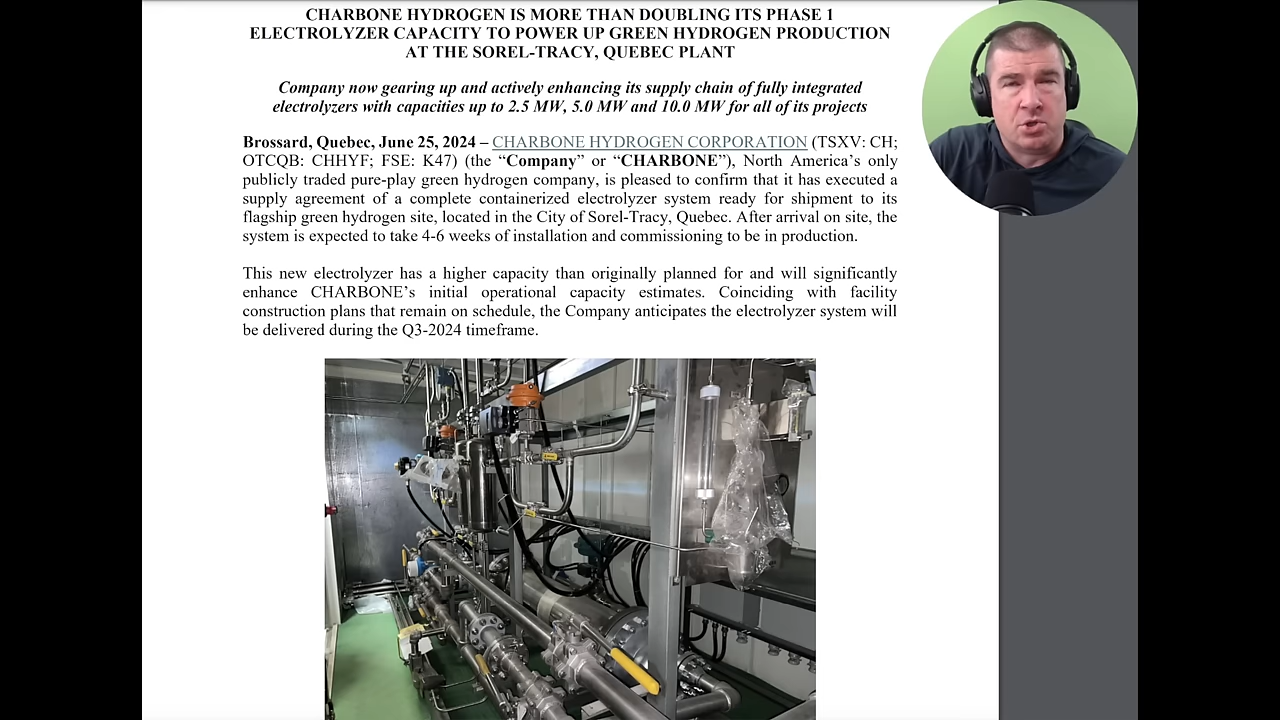 CHARBONE HYDROGEN IS MORE THAN DOUBLING ITS PHASE 1
ELECTROLYZER CAPACITY TO POWER UP GREEN HYDROGEN PRODUCTION
AT THE SOREL-TRACY, QUEBEC PLANT
Company now gearing up and actively enhancing its supply chain of fully integrated
electrolyzers with capacities up to 2.5 MW, 5.0 MW and 10.0 MW for all of its projects
Brossard, Quebec, June 25, 2024 – CHARBONE HYDROGEN CORPORATION (TSXV: CH;
OTCQB: CHHYF; FSE: K47) (the “Company” or “CHARBONE”), North America’s only
publicly traded pure-play green hydrogen company, is pleased to confirm that it has executed a
supply agreement of a complete containerized electrolyzer system ready for shipment to its
flagship green hydrogen site, located in the City of Sorel-Tracy, Quebec. After arrival on site, the
system is expected to take 4-6 weeks of installation and commissioning to be in production.
This new electrolyzer has a higher capacity than originally planned for and will significantly
enhance CHARBONE’s initial operational capacity estimates. Coinciding with facility
construction plans that remain on schedule, the Company anticipates the electrolyzer system will
be delivered during the Q3-2024 timeframe.